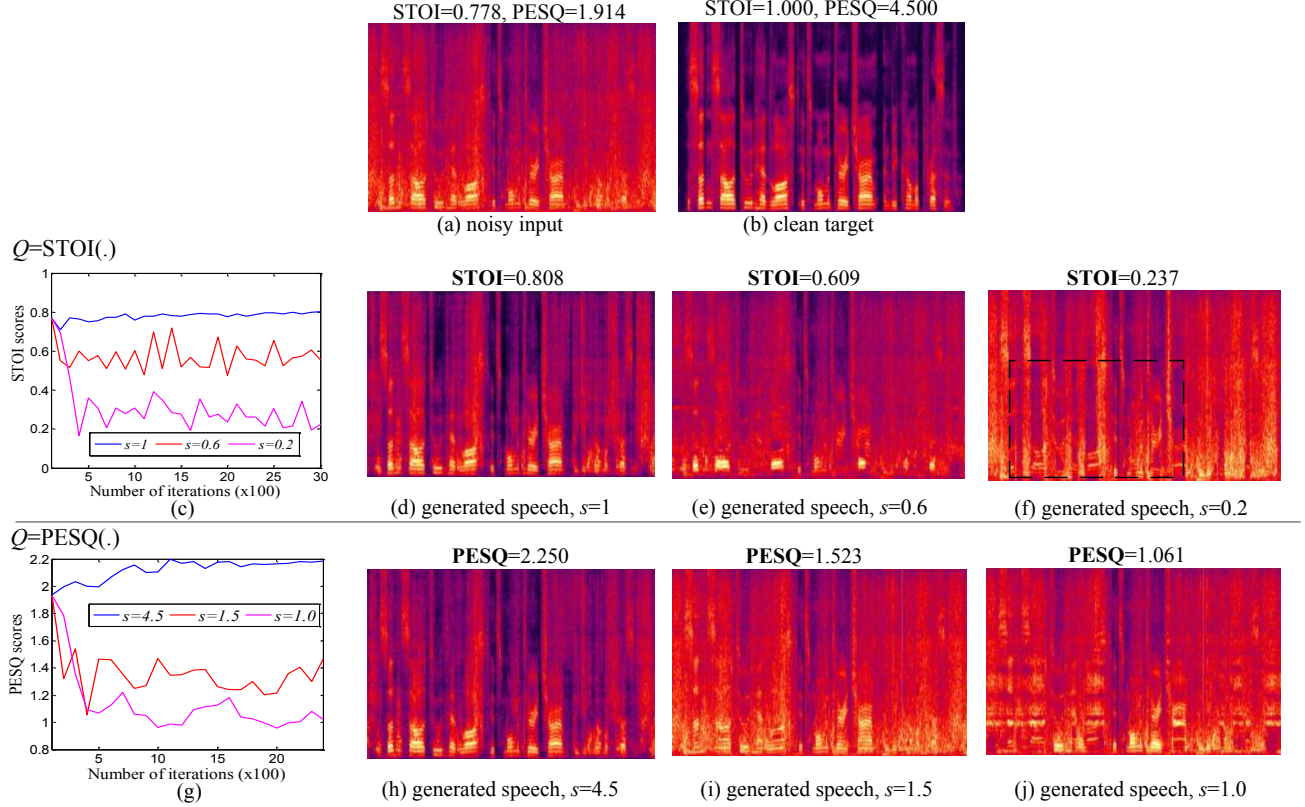 STOI=0.778, PESQ=1.914
STOI=1.000, PESQ=4.500
(a) noisy input
(b) clean target
Q=STOI(.)
STOI=0.808
STOI=0.609
STOI=0.237
1
0.8
0.6
0.4
0.2
0
STOI scores
s=1 s=0.6 s=0.2
5 10 15 20 25 30
Number of iterations (x100)
(c)
(d) generated speech, s=1
(e) generated speech, s=0.6
(f) generated speech, s=0.2
Q=PESQ(.)
PESQ=2.250
PESQ=1.523
PESQ=1.061
2.2
2
1.8
1.6
1.4
1.2
1
0.8
PESQ scores
s=4.5 s=1.5 s=1.0
5 10 15 20
Number of iterations (x100)
(g)
(h) generated speech, s=4.5
(i) generated speech, s=1.5
(j) generated speech, s=1.0